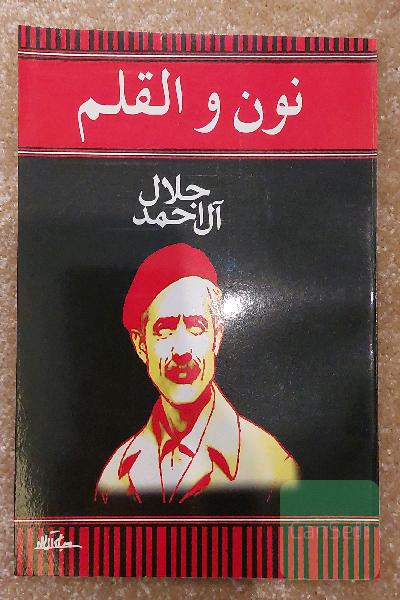 نون و القلم
جلال
آل احمد